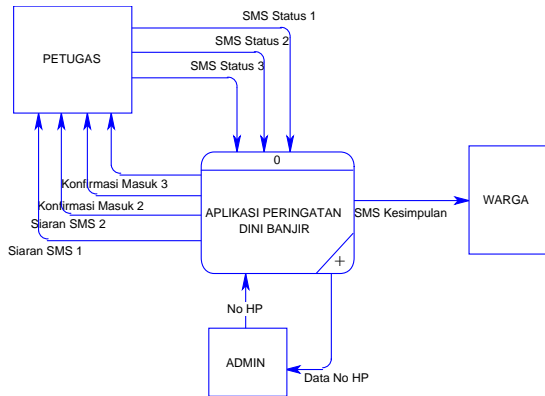 SMS Status 1
SMS Status 2
SMS Status 3
PETUGAS
0
Konfirmasi Masuk 3
Konfirmasi Masuk 2
Siaran SMS 2
Siaran SMS 1
APLIKASI PERINGATAN
DINI BANJIR
+
SMS Kesimpulan
WARGA
No HP
ADMIN
Data No HP